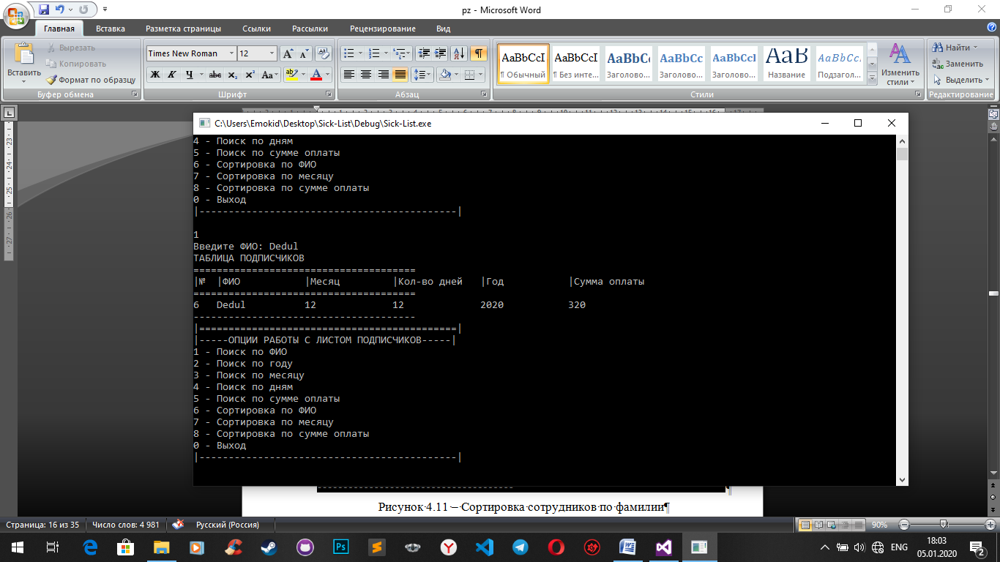 pz - Microsoft Word
Главная Вставка Разметка страницы Ссылки Рассылки Рецензирование Вид
Вставить
Вырезать
Копировать
Формат по образцу
Буфер обмена
Times New Roman 12
Ж К Ч abc x₂ x² Aa ab A
Шрифт
Абзац
AaBbCcI AaBbCcI AaBbCc AaBbCc AaBbCcI AaB AaBbCc.
¶ Обычный ¶ Без инте... Заголово... Заголово... Заголово... Название Подзагол...
Изменить стили
Стили
Найти
Заменить
Выделить
Редактирование
C:\Users\Emokid\Desktop\Sick-List\Debug\Sick-List.exe
4 - Поиск по дням
5 - Поиск по сумме оплаты
6 - Сортировка по ФИО
7 - Сортировка по месяцу
8 - Сортировка по сумме оплаты
0 - Выход
|--------------------------------------------|
1
Введите ФИО: Dedul
ТАБЛИЦА ПОДПИСЧИКОВ
======================================
|№ |ФИО |Месяц |Кол-во дней |Год |Сумма оплаты
======================================
6 Dedul 12 12 2020 320
--------------------------------------
|============================================|
|-----ОПЦИИ РАБОТЫ С ЛИСТОМ ПОДПИСЧИКОВ-----|
1 - Поиск по ФИО
2 - Поиск по году
3 - Поиск по месяцу
4 - Поиск по дням
5 - Поиск по сумме оплаты
6 - Сортировка по ФИО
7 - Сортировка по месяцу
8 - Сортировка по сумме оплаты
0 - Выход
|--------------------------------------------|
Рисунок·4.11·–·Сортировка·сотрудников·по·фамилии¶
Страница: 16 из 35 Число слов: 4 981 Русский (Россия) 90%
ENG 18:03
05.01.2020 2